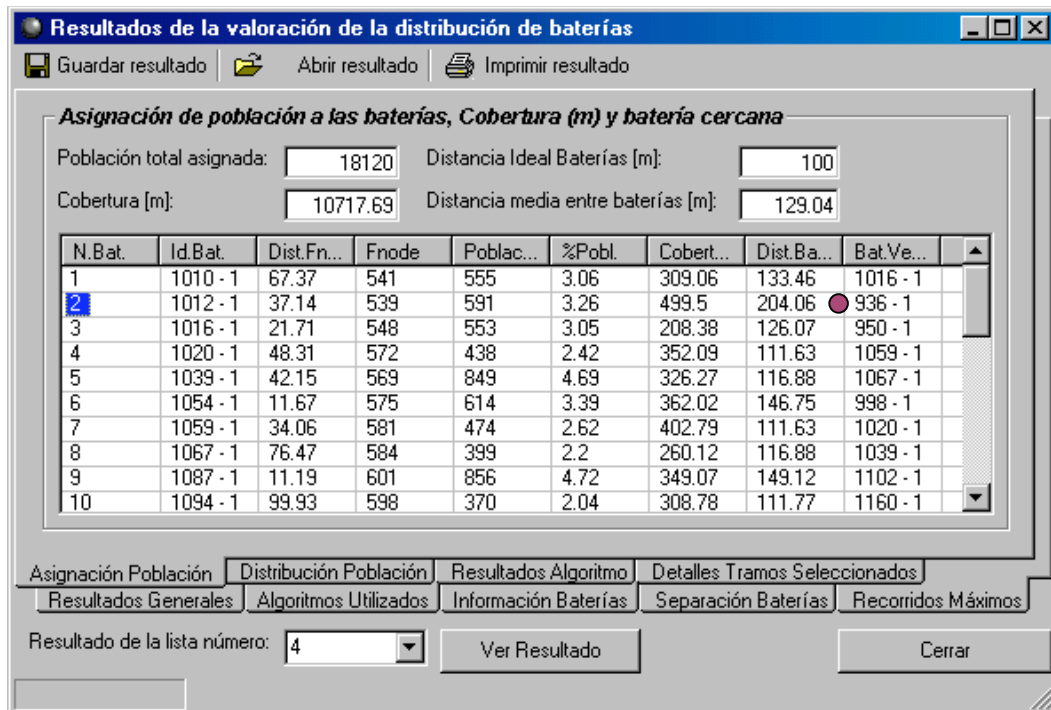 Resultados de la valoración de la distribución de baterías
Guardar resultado Abrir resultado Imprimir resultado
Asignación de población a las baterías, Cobertura (m) y batería cercana
Población total asignada: 18120 Distancia Ideal Baterías [m]: 100
Cobertura [m]: 10717.69 Distancia media entre baterías [m]: 129.04
N.Bat. Id.Bat. Dist.Fn... Fnode Poblac... %Pobl. Cobert... Dist.Ba... Bat.Ve...
1 1010 - 1 67.37 541 555 3.06 309.06 133.46 1016 - 1
2 1012 - 1 37.14 539 591 3.26 499.5 204.06 936 - 1
3 1016 - 1 21.71 548 553 3.05 208.38 126.07 950 - 1
4 1020 - 1 48.31 572 438 2.42 352.09 111.63 1059 - 1
5 1039 - 1 42.15 569 849 4.69 326.27 116.88 1067 - 1
6 1054 - 1 11.67 575 614 3.39 362.02 146.75 998 - 1
7 1059 - 1 34.06 581 474 2.62 402.79 111.63 1020 - 1
8 1067 - 1 76.47 584 399 2.2 260.12 116.88 1039 - 1
9 1087 - 1 11.19 601 856 4.72 349.07 149.12 1102 - 1
10 1094 - 1 99.93 598 370 2.04 308.78 111.77 1160 - 1
Asignación Población Distribución Población Resultados Algoritmo Detalles Tramos Seleccionados
Resultados Generales Algoritmos Utilizados Información Baterías Separación Baterías Recorridos Máximos
Resultado de la lista número: 4 Ver Resultado Cerrar